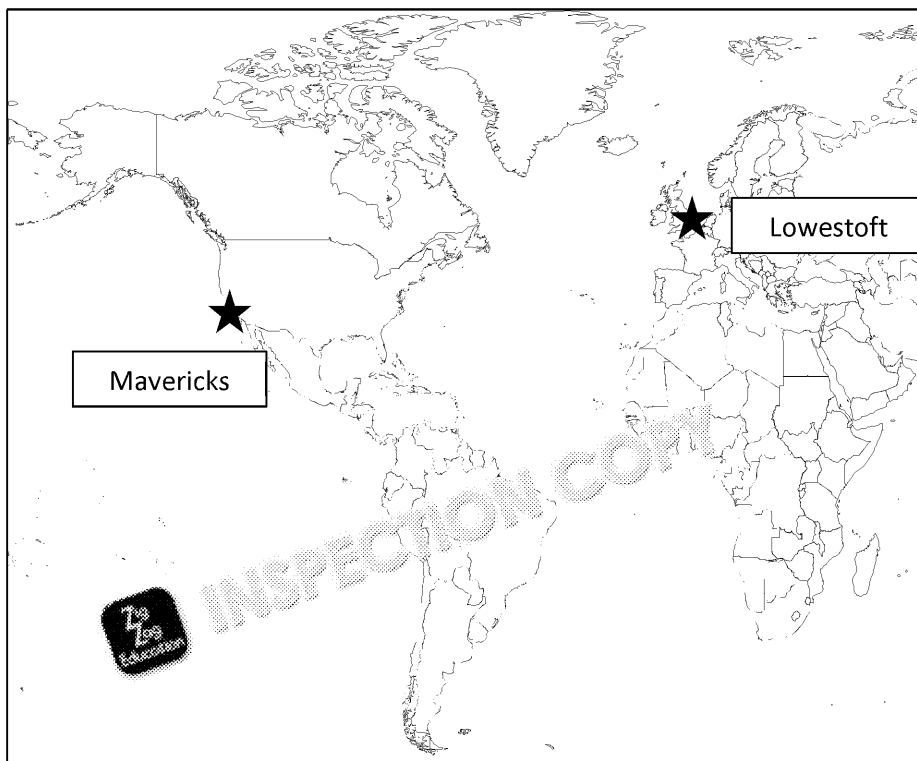 Lowestoft
Mavericks
INSPECTION COPY
Zig
Zag
Education